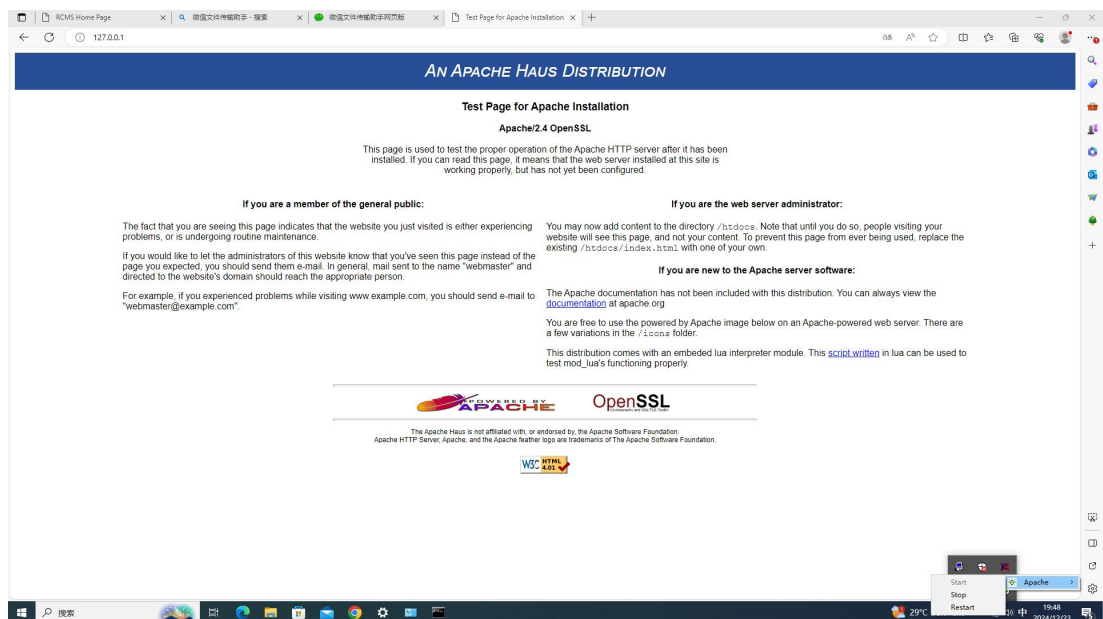 RCMS Home Page
微信文件传输助手 - 搜索
微信文件传输助手网页版
Test Page for Apache Installation
127.0.0.1
AN APACHE HAUS DISTRIBUTION
Test Page for Apache Installation
Apache/2.4 OpenSSL
This page is used to test the proper operation of the Apache HTTP server after it has been
installed. If you can read this page, it means that the web server installed at this site is
working properly, but has not yet been configured.
If you are a member of the general public:
The fact that you are seeing this page indicates that the website you just visited is either experiencing
problems, or is undergoing routine maintenance.
If you would like to let the administrators of this website know that you've seen this page instead of the
page you expected, you should send them e-mail. In general, mail sent to the name "webmaster" and
directed to the website's domain should reach the appropriate person.
For example, if you experienced problems while visiting www.example.com, you should send e-mail to
"webmaster@example.com".
If you are the web server administrator:
You may now add content to the directory /htdocs. Note that until you do so, people visiting your
website will see this page, and not your content. To prevent this page from ever being used, replace the
existing /htdocs/index.html with one of your own.
If you are new to the Apache server software:
The Apache documentation has not been included with this distribution. You can always view the
documentation at apache.org
You are free to use the powered by Apache image below on an Apache-powered web server. There are
a few variations in the /icons folder.
This distribution comes with an embeded lua interpreter module. This script written in lua can be used to
test mod_lua's functioning properly.
POWERED BY
APACHE
OpenSSL
The Apache Haus is not affiliated with, or endorsed by, the Apache Software Foundation.
Apache HTTP Server, Apache, and the Apache feather logo are trademarks of The Apache Software Foundation.
W3C HTML 4.01
Start
Stop
Restart
Apache
搜索
29°C
中
19:48
2024/12/23